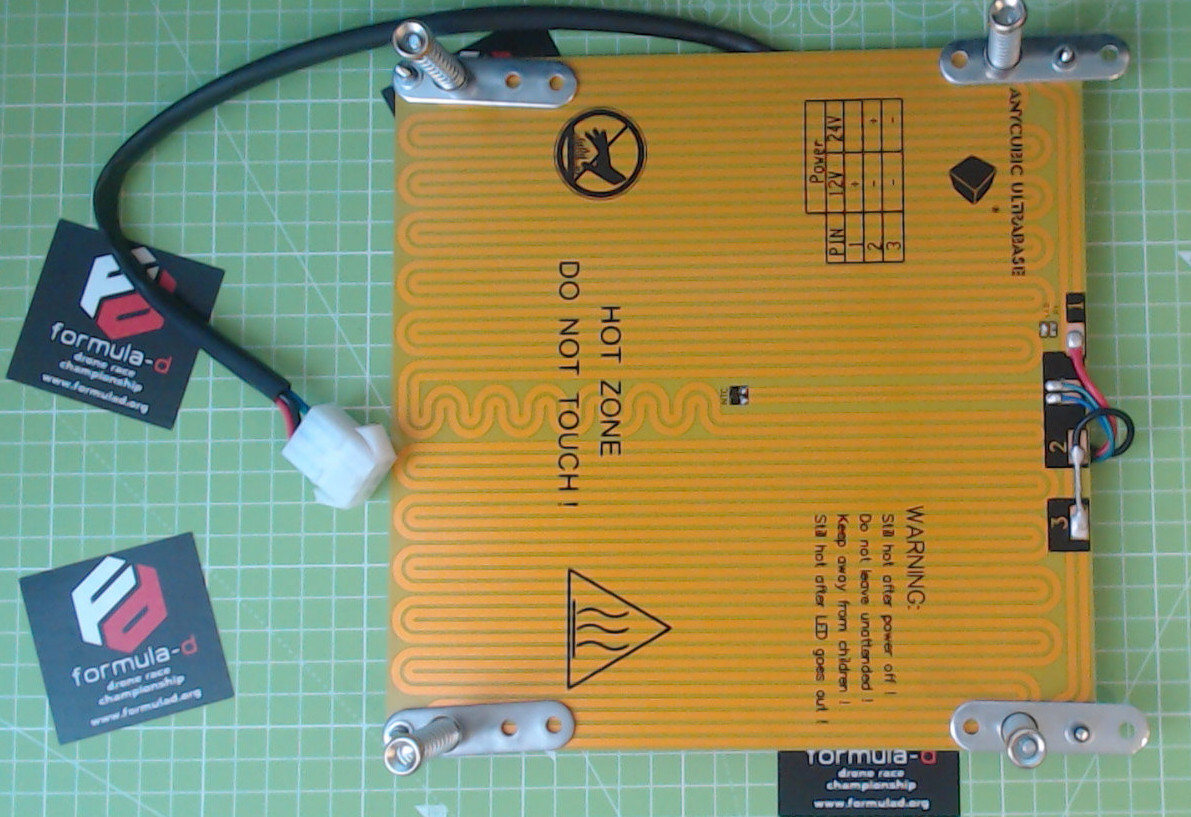 ANYCUBIC ULTRABASE
Power
PIN 12V 24V
1 + 
2 - +
3 - -
HOT ZONE
DO NOT TOUCH !
WARNING:
Still hot after power off !
Do not leave unattended !
Keep away from children !
Still hot after LED goes out !
NTC
1
2
3
formula-d
drone race
championship
www.formulad.org
formula-d
drone race
championship
www.formulad.org
formula-d
drone race
championship
www.formulad.org